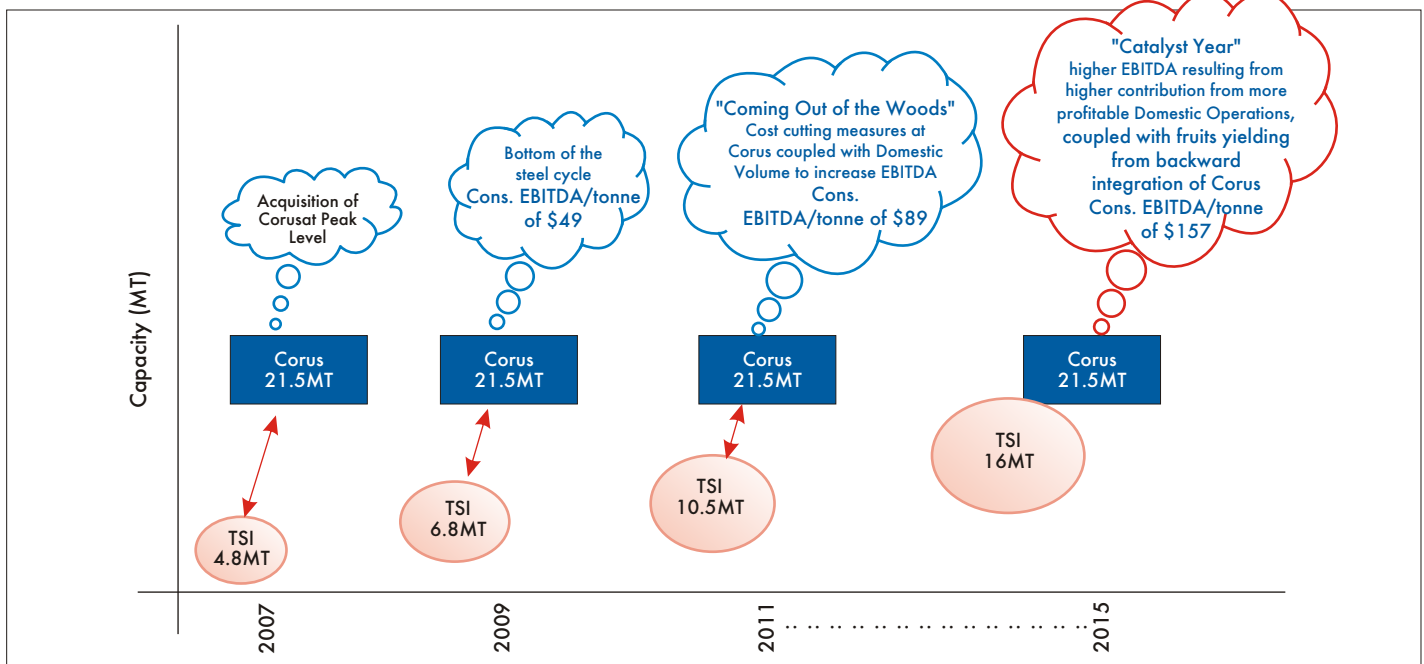 Capacity (MT)
Acquisition of
Corusat Peak
Level
Bottom of the
steel cycle
Cons. EBITDA/tonne
of $49
"Coming Out of the Woods"
Cost cutting measures at
Corus coupled with Domestic
Volume to increase EBITDA
Cons.
EBITDA/tonne of $89
"Catalyst Year"
higher EBITDA resulting from
higher contribution from more
profitable Domestic Operations,
coupled with fruits yielding
from backward
integration of Corus
Cons. EBITDA/tonne
of $157
Corus
21.5MT
Corus
21.5MT
Corus
21.5MT
Corus
21.5MT
TSI
4.8MT
TSI
6.8MT
TSI
10.5MT
TSI
16MT
2007
2009
2011
2015